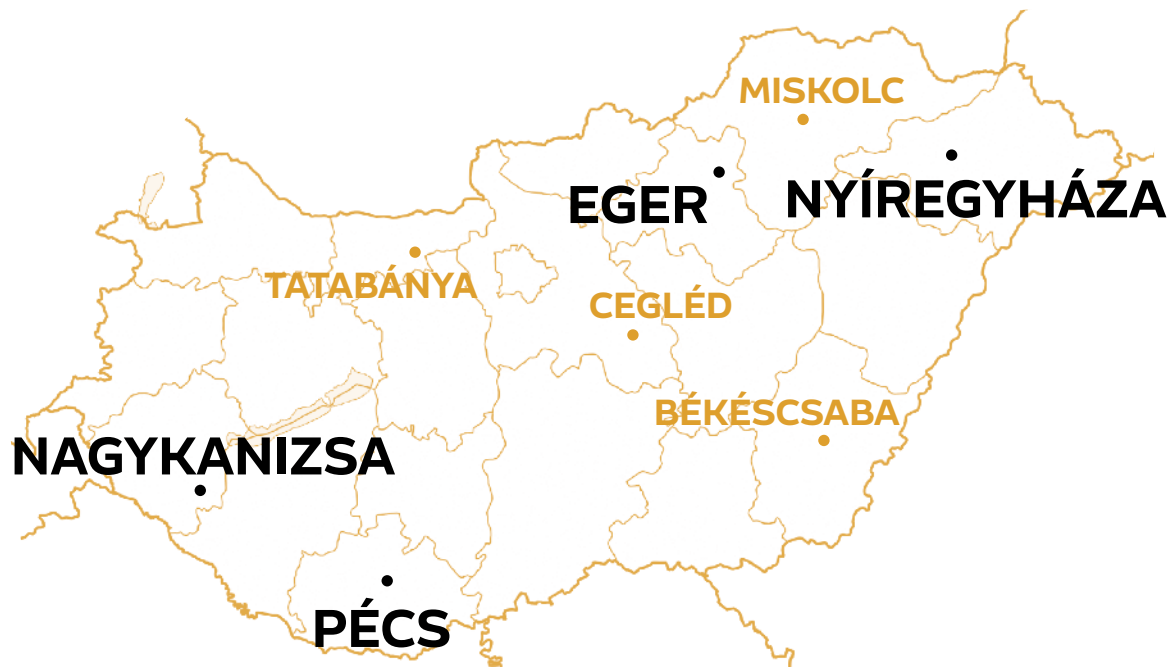 MISKOLC
EGER
NYÍREGYHÁZA
TATABÁNYA
CEGLÉD
BÉKÉSCSABA
NAGYKANIZSA
PÉCS